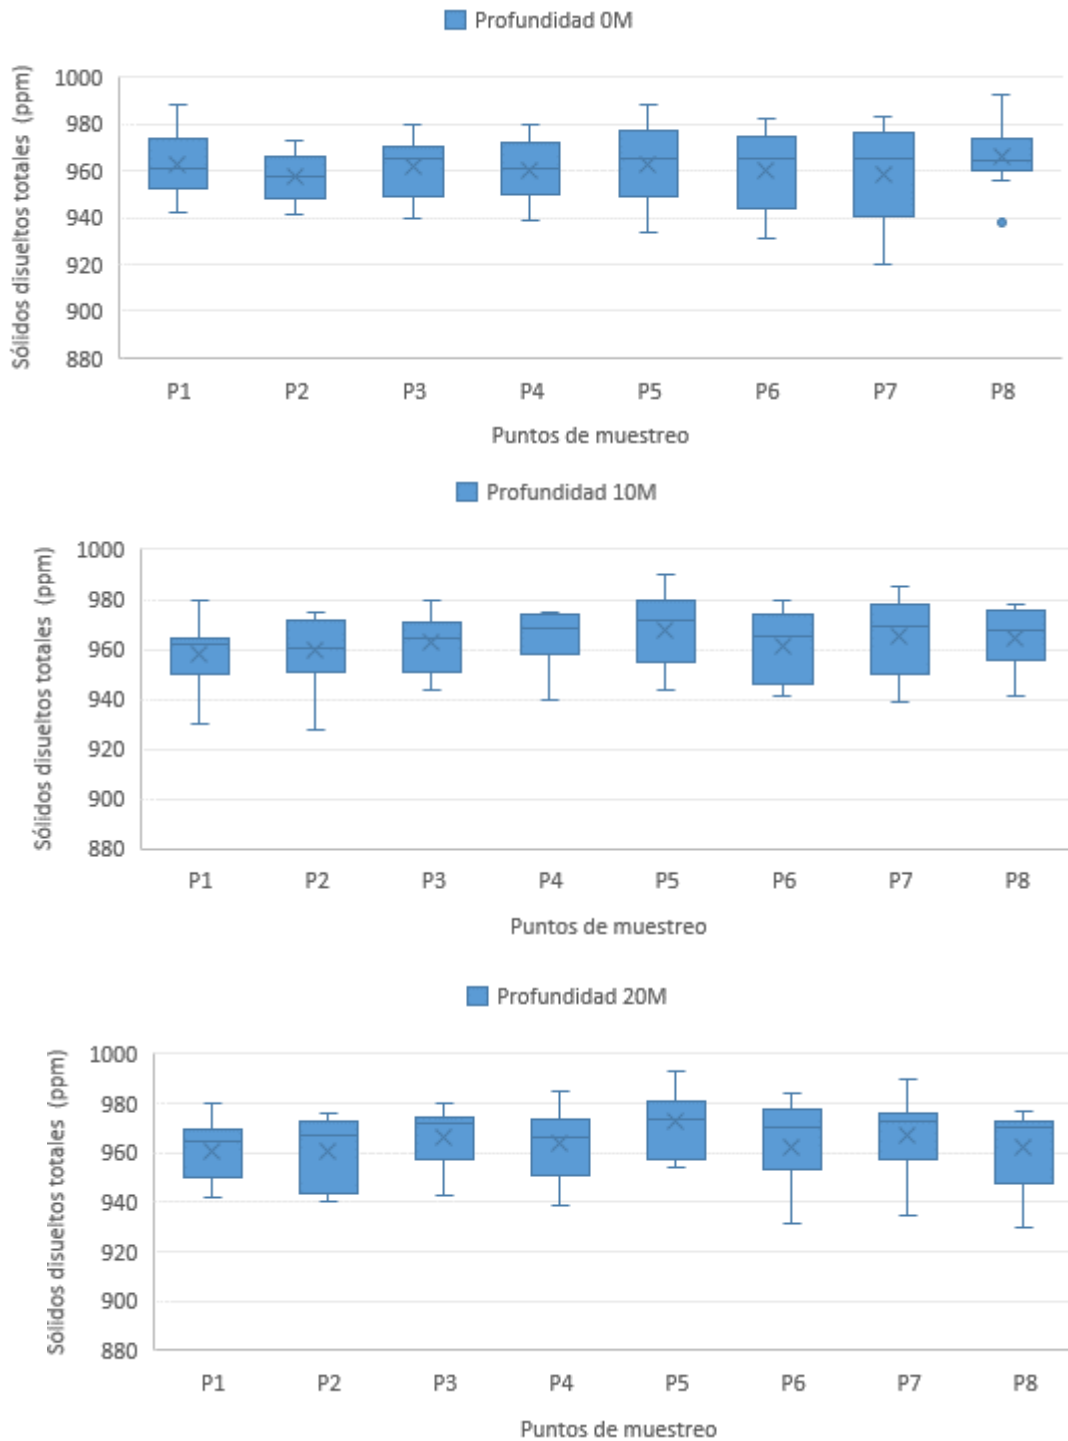 Profundidad 0M
Sólidos disueltos totales (ppm)
1000
980
960
940
920
900
880
P1 P2 P3 P4 P5 P6 P7 P8
Puntos de muestreo
Profundidad 10M
Sólidos disueltos totales (ppm)
1000
980
960
940
920
900
880
P1 P2 P3 P4 P5 P6 P7 P8
Puntos de muestreo
Profundidad 20M
Sólidos disueltos totales (ppm)
1000
980
960
940
920
900
880
P1 P2 P3 P4 P5 P6 P7 P8
Puntos de muestreo